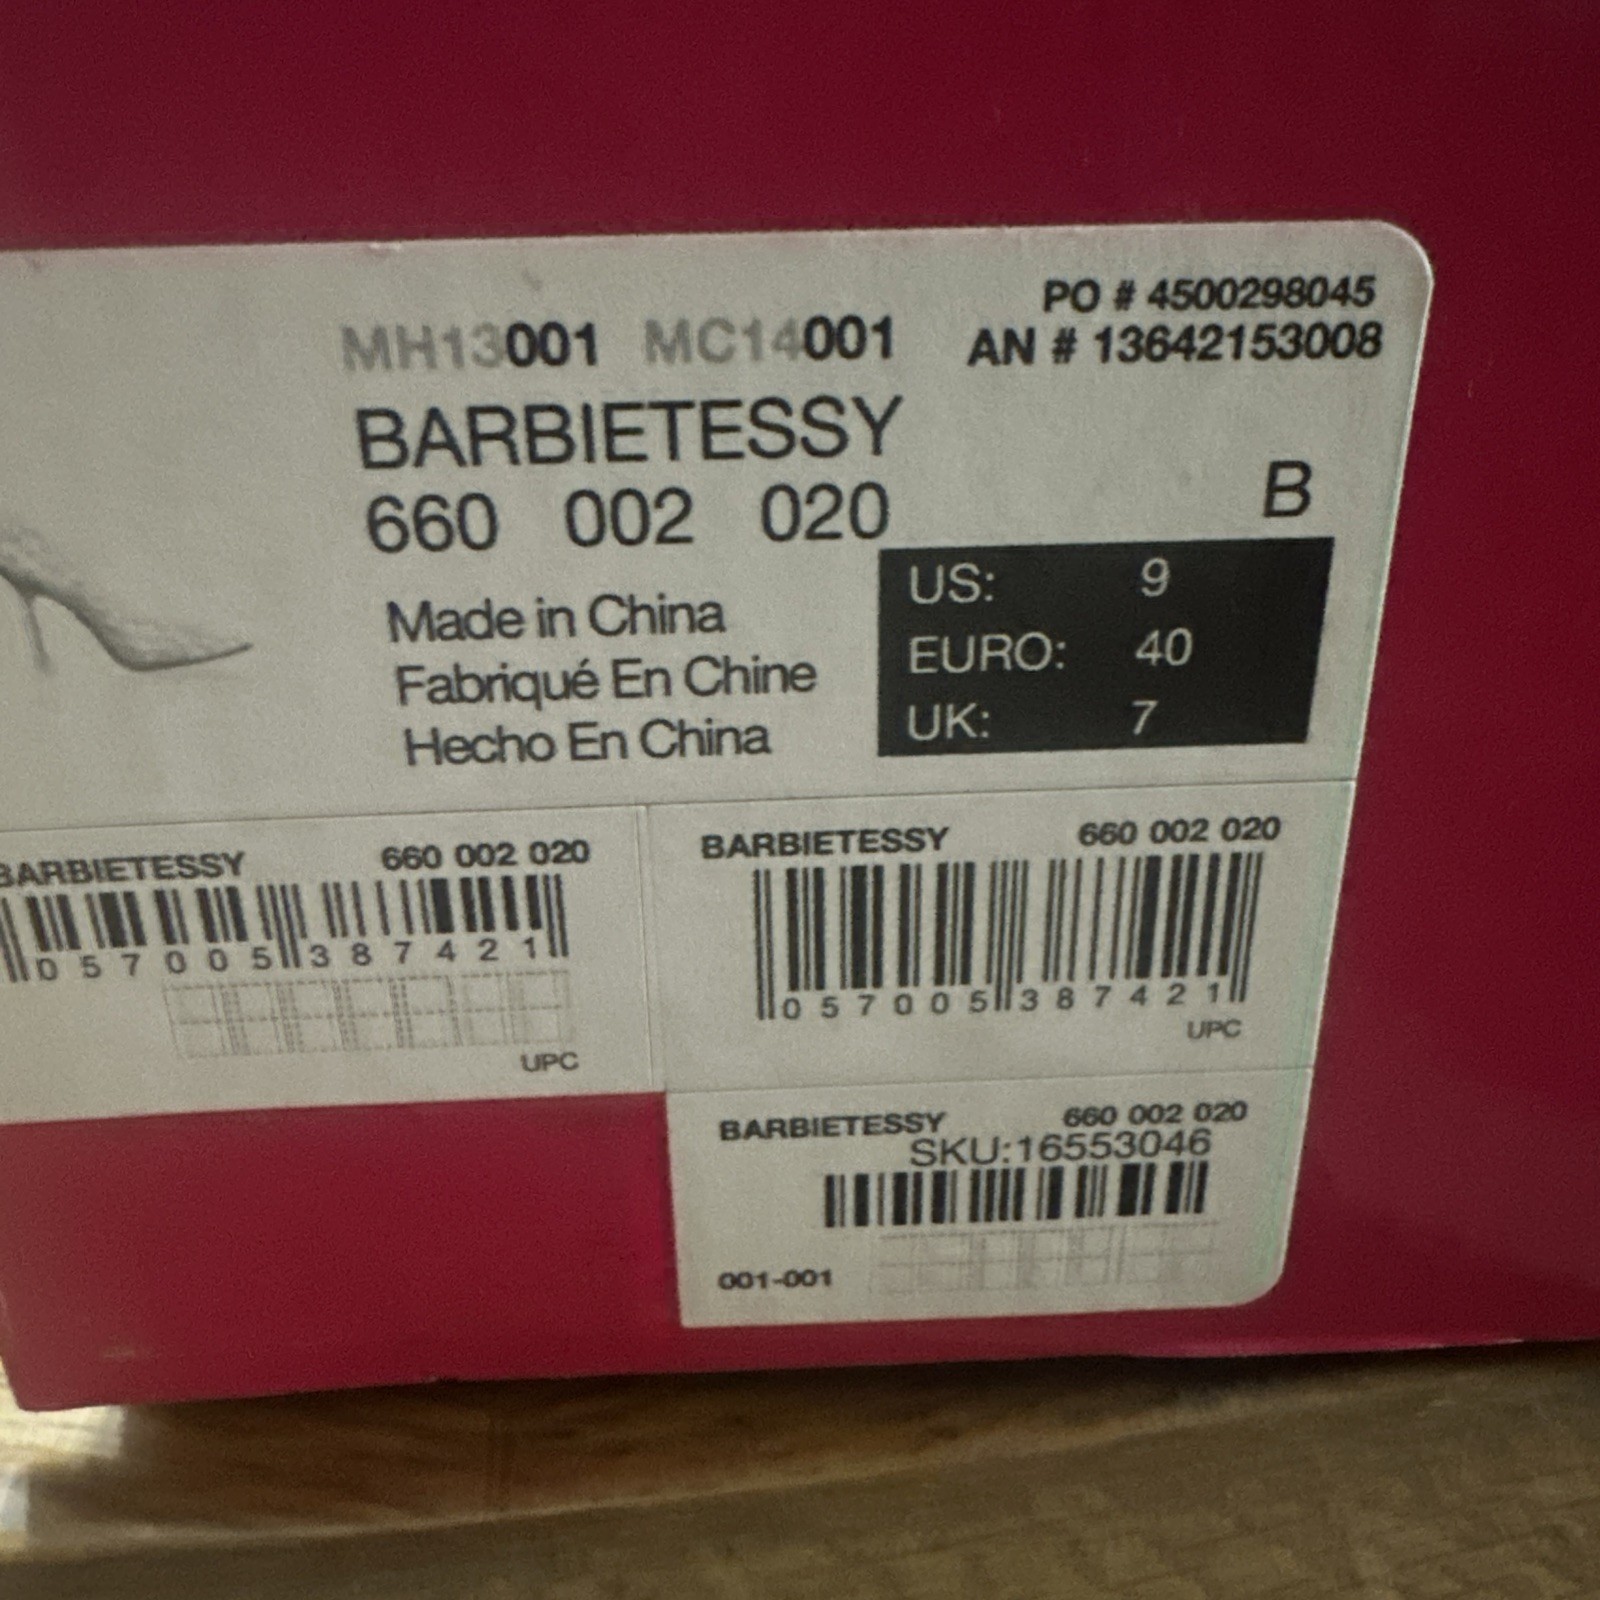 PO # 4500298045
MH13001 MC14001 AN # 13642153008
BARBIETESSY
660 002 020
B
Made in China
Fabriqué En Chine
Hecho En China
US: 9
EURO: 40
UK: 7
BARBIETESSY 660 002 020
0 57005 38742 1
UPC
BARBIETESSY 660 002 020
0 57005 38742 1
UPC
BARBIETESSY 660 002 020
SKU:16553046
001-001